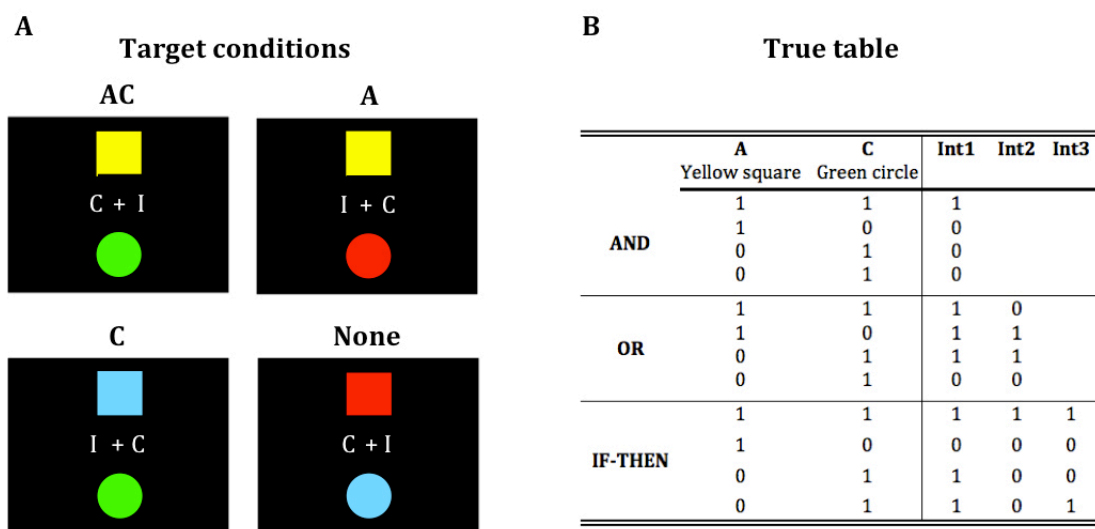 A
Target conditions
AC
A
C + I
I + C
C
None
I + C
C + I
B
True table
A C Int1 Int2 Int3
Yellow square Green circle
AND
1 1 1
1 0 0
0 1 0
0 1 0
OR
1 1 1 0
1 0 1 1
0 1 1 1
0 1 0 0
IF-THEN
1 1 1 1 1
1 0 0 0 0
0 1 1 0 0
0 1 1 0 1